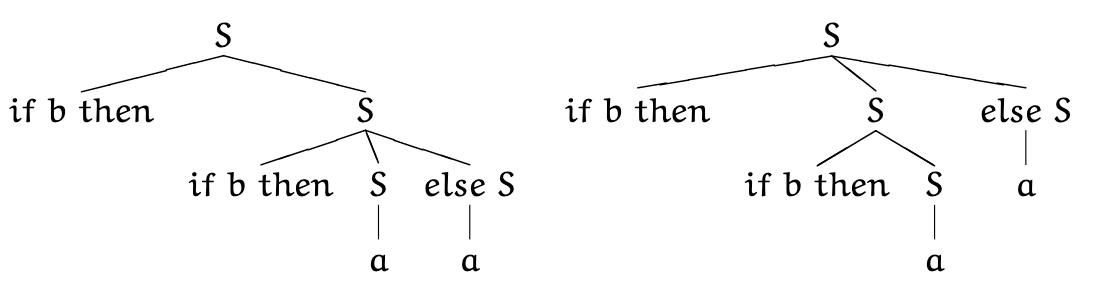 S
if b then S
if b then S else S
a a
S
if b then S else S
if b then S a
a